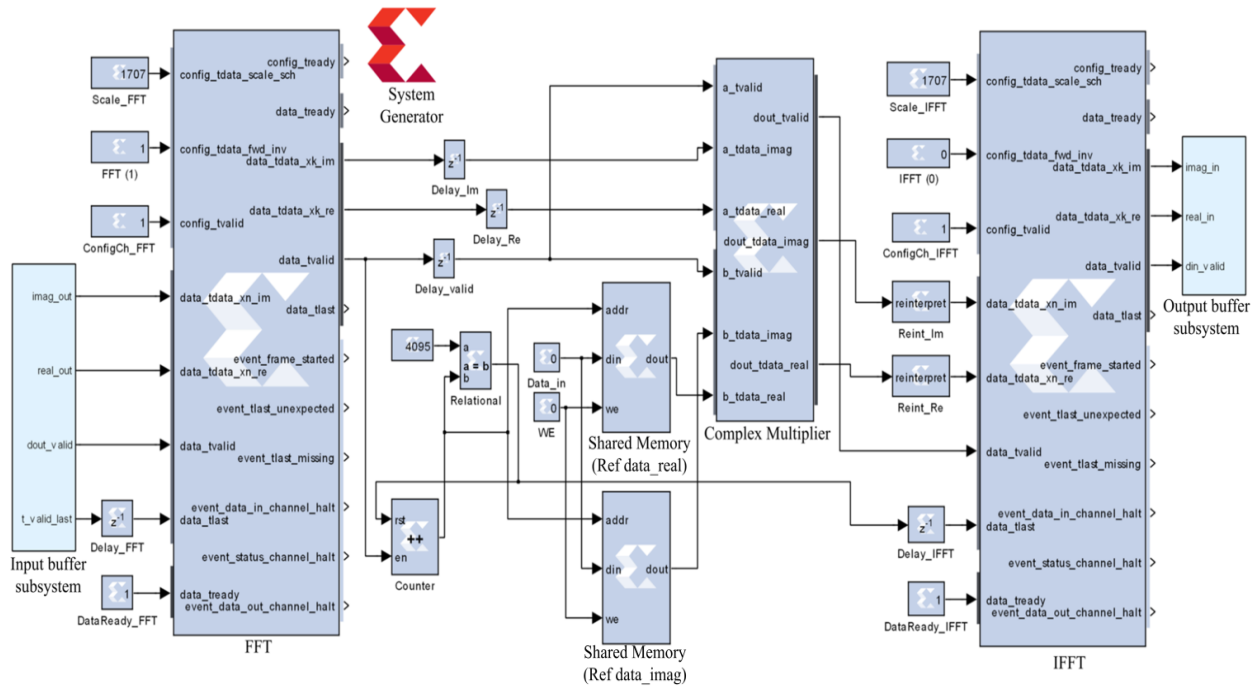 System
Generator
1707
Scale_FFT
1
FFT (1)
1
ConfigCh_FFT
imag_out
real_out
dout_valid
t_valid_last
Input buffer
subsystem
z-1
Delay_FFT
1
DataReady_FFT
config_tdata_scale_sch
config_tdata_fwd_inv
config_tvalid
data_tdata_xn_im
data_tdata_xn_re
data_tvalid
data_tlast
data_tready
config_tready
data_tready
data_tdata_xk_im
data_tdata_xk_re
data_tvalid
data_tlast
event_frame_started
event_tlast_unexpected
event_tlast_missing
event_data_in_channel_halt
event_status_channel_halt
event_data_out_channel_halt
FFT
z-1
Delay_Im
z-1
Delay_Re
z-1
Delay_valid
4095
a
a = b
b
Relational
rst
++
en
Counter
0
Data_in
0
WE
addr
din
dout
we
Shared Memory
(Ref data_real)
addr
din
dout
we
Shared Memory
(Ref data_imag)
a_tvalid
dout_tvalid
a_tdata_imag
a_tdata_real
dout_tdata_imag
b_tvalid
b_tdata_imag
dout_tdata_real
b_tdata_real
Complex Multiplier
1707
Scale_IFFT
0
IFFT (0)
1
ConfigCh_IFFT
reinterpret
Reint_Im
reinterpret
Reint_Re
z-1
Delay_IFFT
1
DataReady_IFFT
config_tdata_scale_sch
config_tdata_fwd_inv
config_tvalid
data_tdata_xn_im
data_tdata_xn_re
data_tvalid
data_tlast
data_tready
config_tready
data_tready
data_tdata_xk_im
data_tdata_xk_re
data_tvalid
data_tlast
event_frame_started
event_tlast_unexpected
event_tlast_missing
event_data_in_channel_halt
event_status_channel_halt
event_data_out_channel_halt
IFFT
imag_in
real_in
din_valid
Output buffer
subsystem